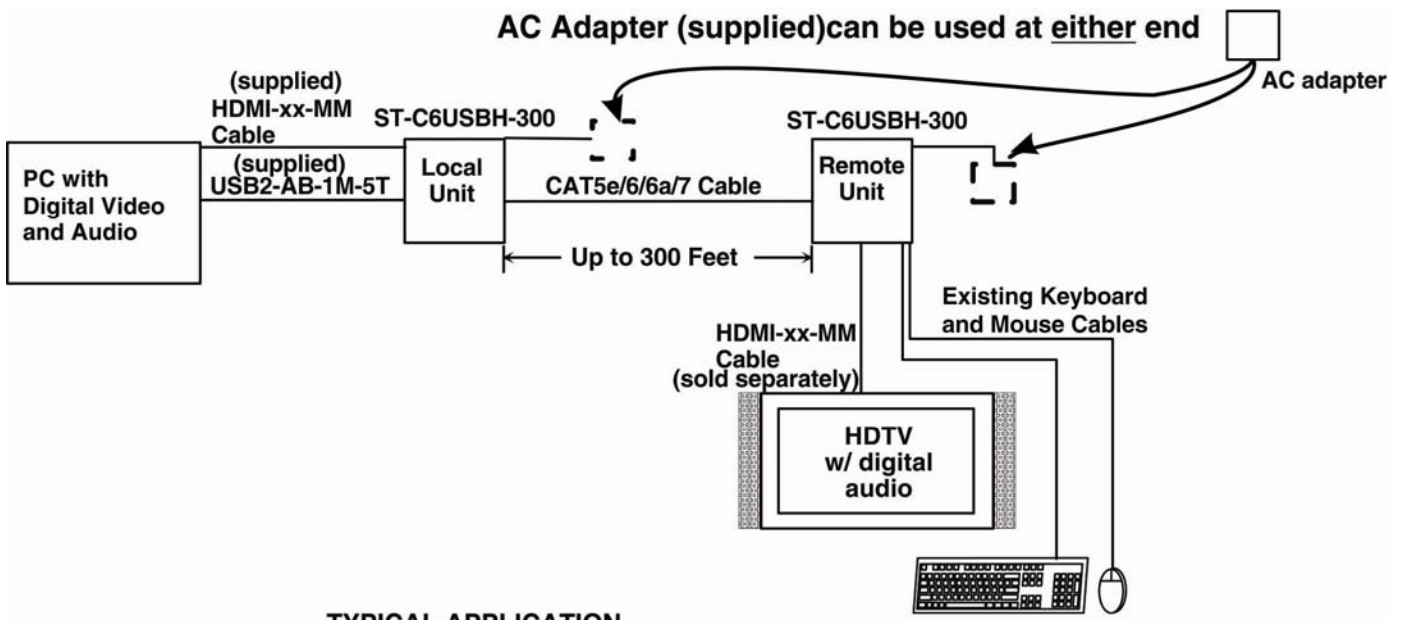 AC Adapter (supplied)can be used at either end
AC adapter
(supplied)
HDMI-xx-MM
Cable
(supplied)
USB2-AB-1M-5T
PC with
Digital Video
and Audio
ST-C6USBH-300
Local
Unit
CAT5e/6/6a/7 Cable
Up to 300 Feet
ST-C6USBH-300
Remote
Unit
HDMI-xx-MM
Cable
(sold separately)
Existing Keyboard
and Mouse Cables
HDTV
w/ digital
audio
TYPICAL APPLICATION